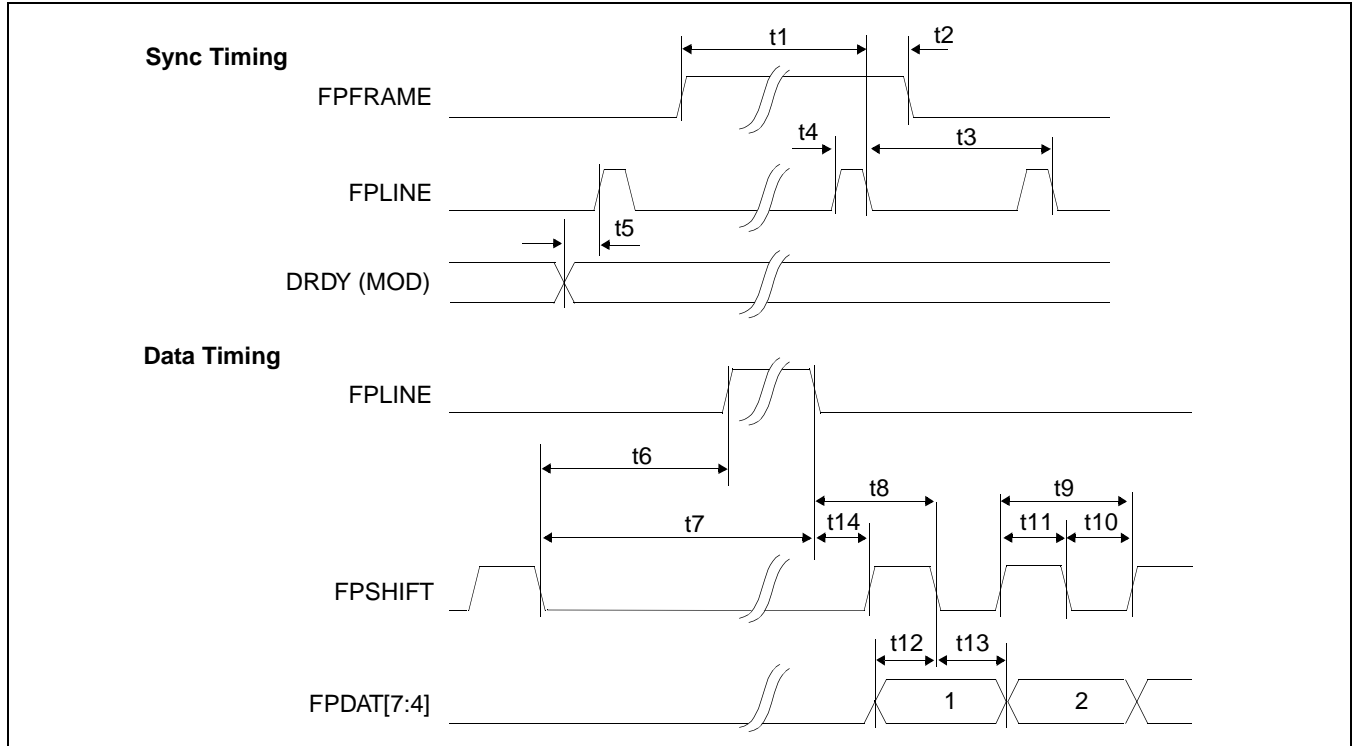 t1
t2
Sync Timing
FPFRAME
t4
t3
FPLINE
t5
DRDY (MOD)
Data Timing
FPLINE
t6
t8
t9
t7
t14
t11
t10
FPSHIFT
t12
t13
FPDAT[7:4]
1
2